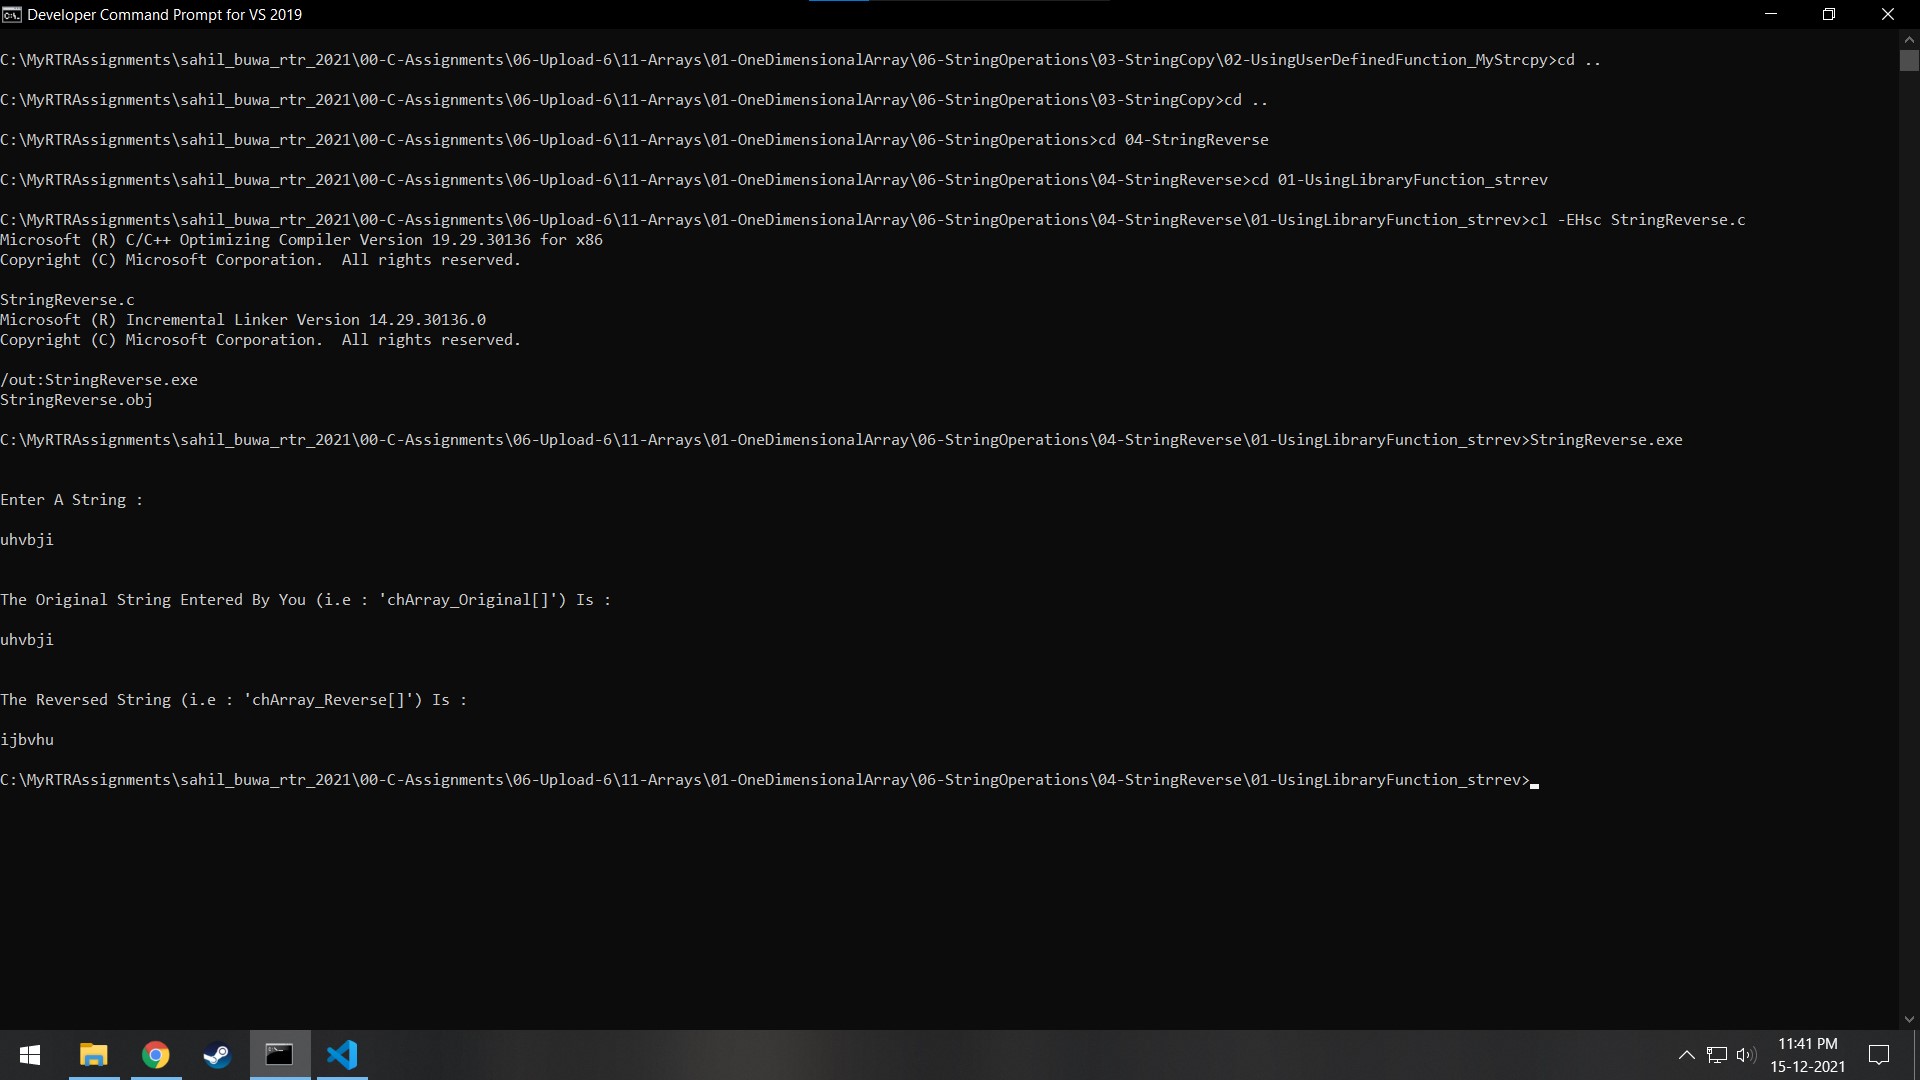 Developer Command Prompt for VS 2019
C:\MyRTRAssignments\sahil_buwa_rtr_2021\00-C-Assignments\06-Upload-6\11-Arrays\01-OneDimensionalArray\06-StringOperations\03-StringCopy\02-UsingUserDefinedFunction_MyStrcpy>cd ..
C:\MyRTRAssignments\sahil_buwa_rtr_2021\00-C-Assignments\06-Upload-6\11-Arrays\01-OneDimensionalArray\06-StringOperations\03-StringCopy>cd ..
C:\MyRTRAssignments\sahil_buwa_rtr_2021\00-C-Assignments\06-Upload-6\11-Arrays\01-OneDimensionalArray\06-StringOperations>cd 04-StringReverse
C:\MyRTRAssignments\sahil_buwa_rtr_2021\00-C-Assignments\06-Upload-6\11-Arrays\01-OneDimensionalArray\06-StringOperations\04-StringReverse>cd 01-UsingLibraryFunction_strrev
C:\MyRTRAssignments\sahil_buwa_rtr_2021\00-C-Assignments\06-Upload-6\11-Arrays\01-OneDimensionalArray\06-StringOperations\04-StringReverse\01-UsingLibraryFunction_strrev>cl -EHsc StringReverse.c
Microsoft (R) C/C++ Optimizing Compiler Version 19.29.30136 for x86
Copyright (C) Microsoft Corporation.  All rights reserved.
StringReverse.c
Microsoft (R) Incremental Linker Version 14.29.30136.0
Copyright (C) Microsoft Corporation.  All rights reserved.
/out:StringReverse.exe
StringReverse.obj
C:\MyRTRAssignments\sahil_buwa_rtr_2021\00-C-Assignments\06-Upload-6\11-Arrays\01-OneDimensionalArray\06-StringOperations\04-StringReverse\01-UsingLibraryFunction_strrev>StringReverse.exe
Enter A String :
uhvbji
The Original String Entered By You (i.e : 'chArray_Original[]') Is :
uhvbji
The Reversed String (i.e : 'chArray_Reverse[]') Is :
ijbvhu
C:\MyRTRAssignments\sahil_buwa_rtr_2021\00-C-Assignments\06-Upload-6\11-Arrays\01-OneDimensionalArray\06-StringOperations\04-StringReverse\01-UsingLibraryFunction_strrev>
11:41 PM
15-12-2021